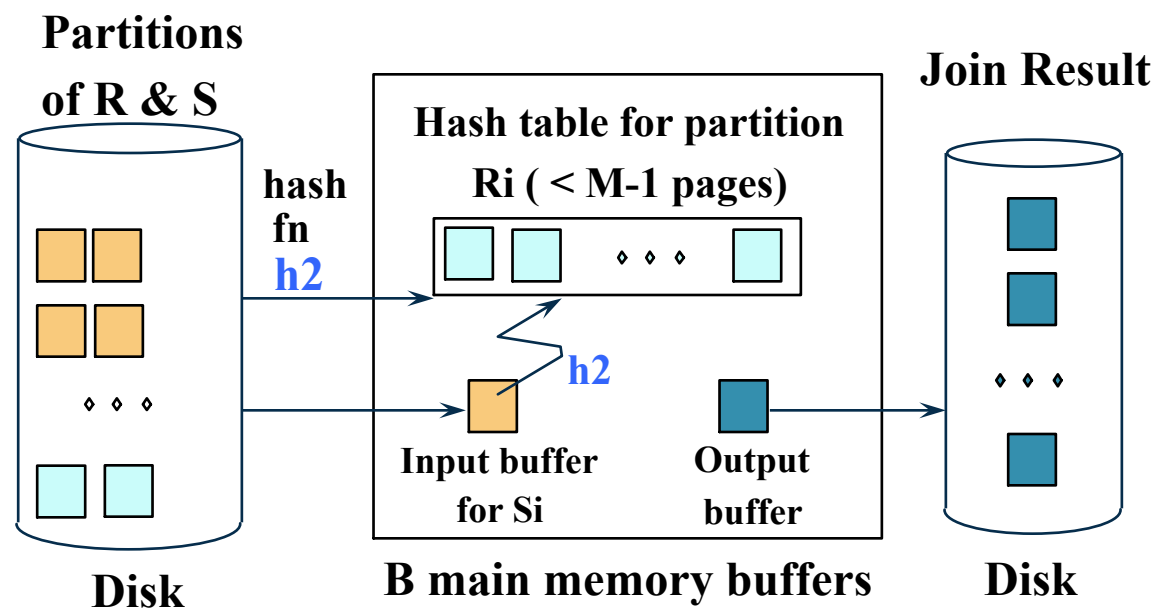 Partitions
of R & S
hash
fn
h2
Hash table for partition
Ri ( < M-1 pages)
h2
Input buffer
for Si
Output
buffer
Join Result
Disk
B main memory buffers
Disk